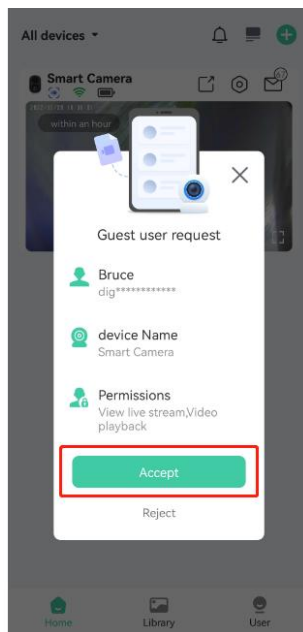 All devices
Smart Camera
67
within an hour
Guest user request
Bruce
dig************
device Name
Smart Camera
Permissions
View live stream,Video
playback
Accept
Reject
Home
Library
User